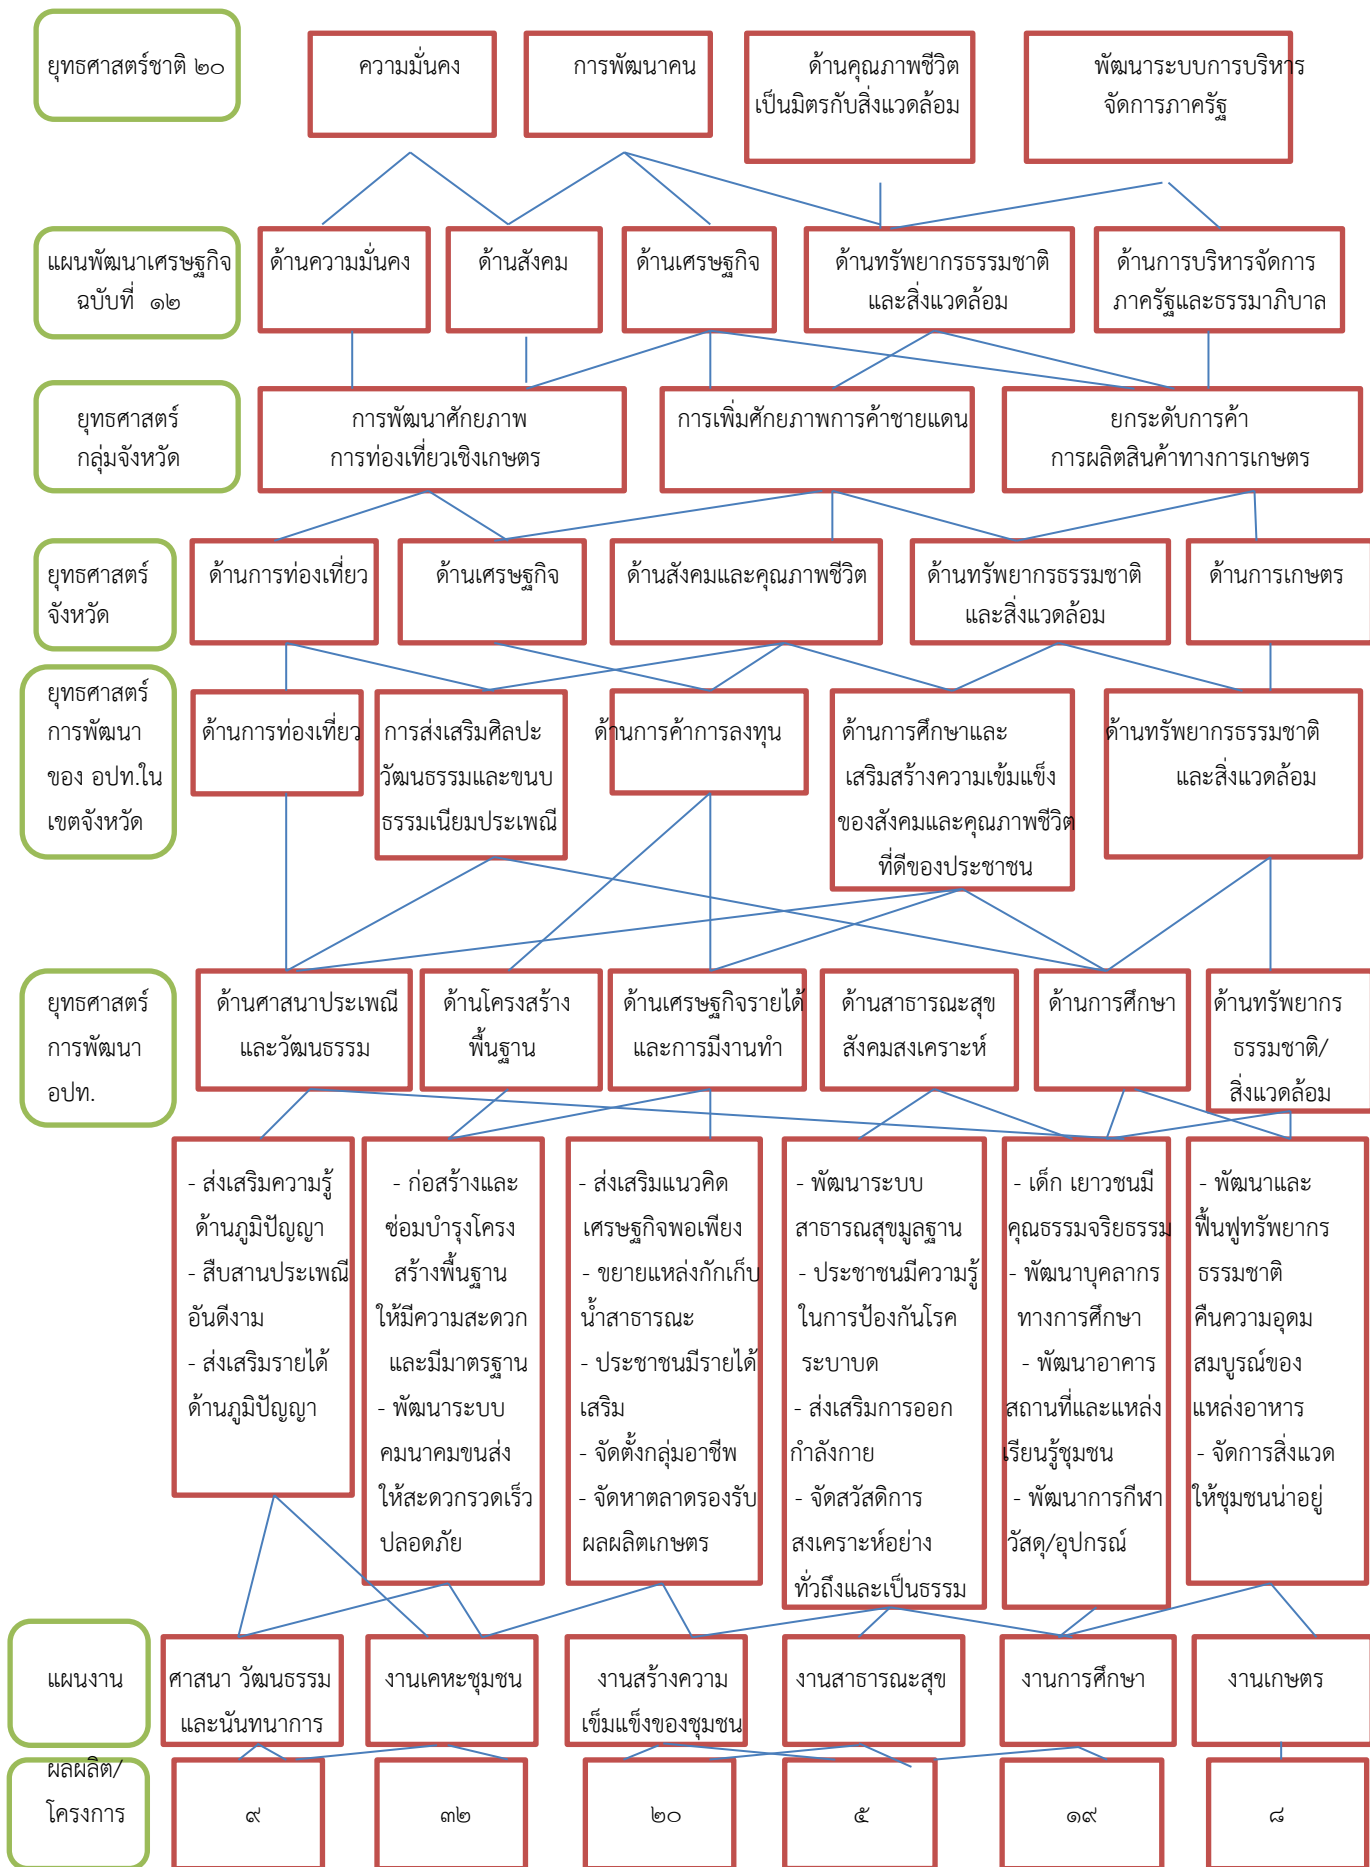 ยุทธศาสตร์ชาติ ๒๐
ความมั่นคง
การพัฒนาคน
ด้านคุณภาพชีวิต
เป็นมิตรกับสิ่งแวดล้อม
พัฒนาระบบการบริหาร
จัดการภาครัฐ
แผนพัฒนาเศรษฐกิจ
ฉบับที่ ๑๒
ด้านความมั่นคง
ด้านสังคม
ด้านเศรษฐกิจ
ด้านทรัพยากรธรรมชาติ
และสิ่งแวดล้อม
ด้านการบริหารจัดการ
ภาครัฐและธรรมาภิบาล
ยุทธศาสตร์
กลุ่มจังหวัด
การพัฒนาศักยภาพ
การท่องเที่ยวเชิงเกษตร
การเพิ่มศักยภาพการค้าชายแดน
ยกระดับการค้า
การผลิตสินค้าทางการเกษตร
ยุทธศาสตร์
จังหวัด
ด้านการท่องเที่ยว
ด้านเศรษฐกิจ
ด้านสังคมและคุณภาพชีวิต
ด้านทรัพยากรธรรมชาติ
และสิ่งแวดล้อม
ด้านการเกษตร
ยุทธศาสตร์
การพัฒนา
ของ อปท.ใน
เขตจังหวัด
ด้านการท่องเที่ยว
การส่งเสริมศิลปะ
วัฒนธรรมและขนบ
ธรรมเนียมประเพณี
ด้านการค้าการลงทุน
ด้านการศึกษาและ
เสริมสร้างความเข้มแข็ง
ของสังคมและคุณภาพชีวิต
ที่ดีของประชาชน
ด้านทรัพยากรธรรมชาติ
และสิ่งแวดล้อม
ยุทธศาสตร์
การพัฒนา
อปท.
ด้านศาสนาประเพณี
และวัฒนธรรม
ด้านโครงสร้าง
พื้นฐาน
ด้านเศรษฐกิจรายได้
และการมีงานทำ
ด้านสาธารณะสุข
สังคมสงเคราะห์
ด้านการศึกษา
ด้านทรัพยากร
ธรรมชาติ/
สิ่งแวดล้อม
- ส่งเสริมความรู้
ด้านภูมิปัญญา
- สืบสานประเพณี
อันดีงาม
- ส่งเสริมรายได้
ด้านภูมิปัญญา
- ก่อสร้างและ
ซ่อมบำรุงโครง
สร้างพื้นฐาน
ให้มีความสะดวก
และมีมาตรฐาน
- พัฒนาระบบ
คมนาคมขนส่ง
ให้สะดวกรวดเร็ว
ปลอดภัย
- ส่งเสริมแนวคิด
เศรษฐกิจพอเพียง
- ขยายแหล่งกักเก็บ
น้ำสาธารณะ
- ประชาชนมีรายได้
เสริม
- จัดตั้งกลุ่มอาชีพ
- จัดหาตลาดรองรับ
ผลผลิตเกษตร
- พัฒนาระบบ
สาธารณสุขมูลฐาน
- ประชาชนมีความรู้
ในการป้องกันโรค
ระบาบด
- ส่งเสริมการออก
กำลังกาย
- จัดสวัสดิการ
สงเคราะห์อย่าง
ทั่วถึงและเป็นธรรม
- เด็ก เยาวชนมี
คุณธรรมจริยธรรม
- พัฒนาบุคลากร
ทางการศึกษา
- พัฒนาอาคาร
สถานที่และแหล่ง
เรียนรู้ชุมชน
- พัฒนาการกีฬา
วัสดุ/อุปกรณ์
- พัฒนาและ
ฟื้นฟูทรัพยากร
ธรรมชาติ
คืนความอุดม
สมบูรณ์ของ
แหล่งอาหาร
- จัดการสิ่งแวด
ให้ชุมชนน่าอยู่
แผนงาน
ศาสนา วัฒนธรรม
และนันทนาการ
งานเคหะชุมชน
งานสร้างความ
เข็มแข็งของชุมชน
งานสาธารณะสุข
งานการศึกษา
งานเกษตร
ผลผลิต/
โครงการ
๙
๓๒
๒๐
๕
๑๙
๘